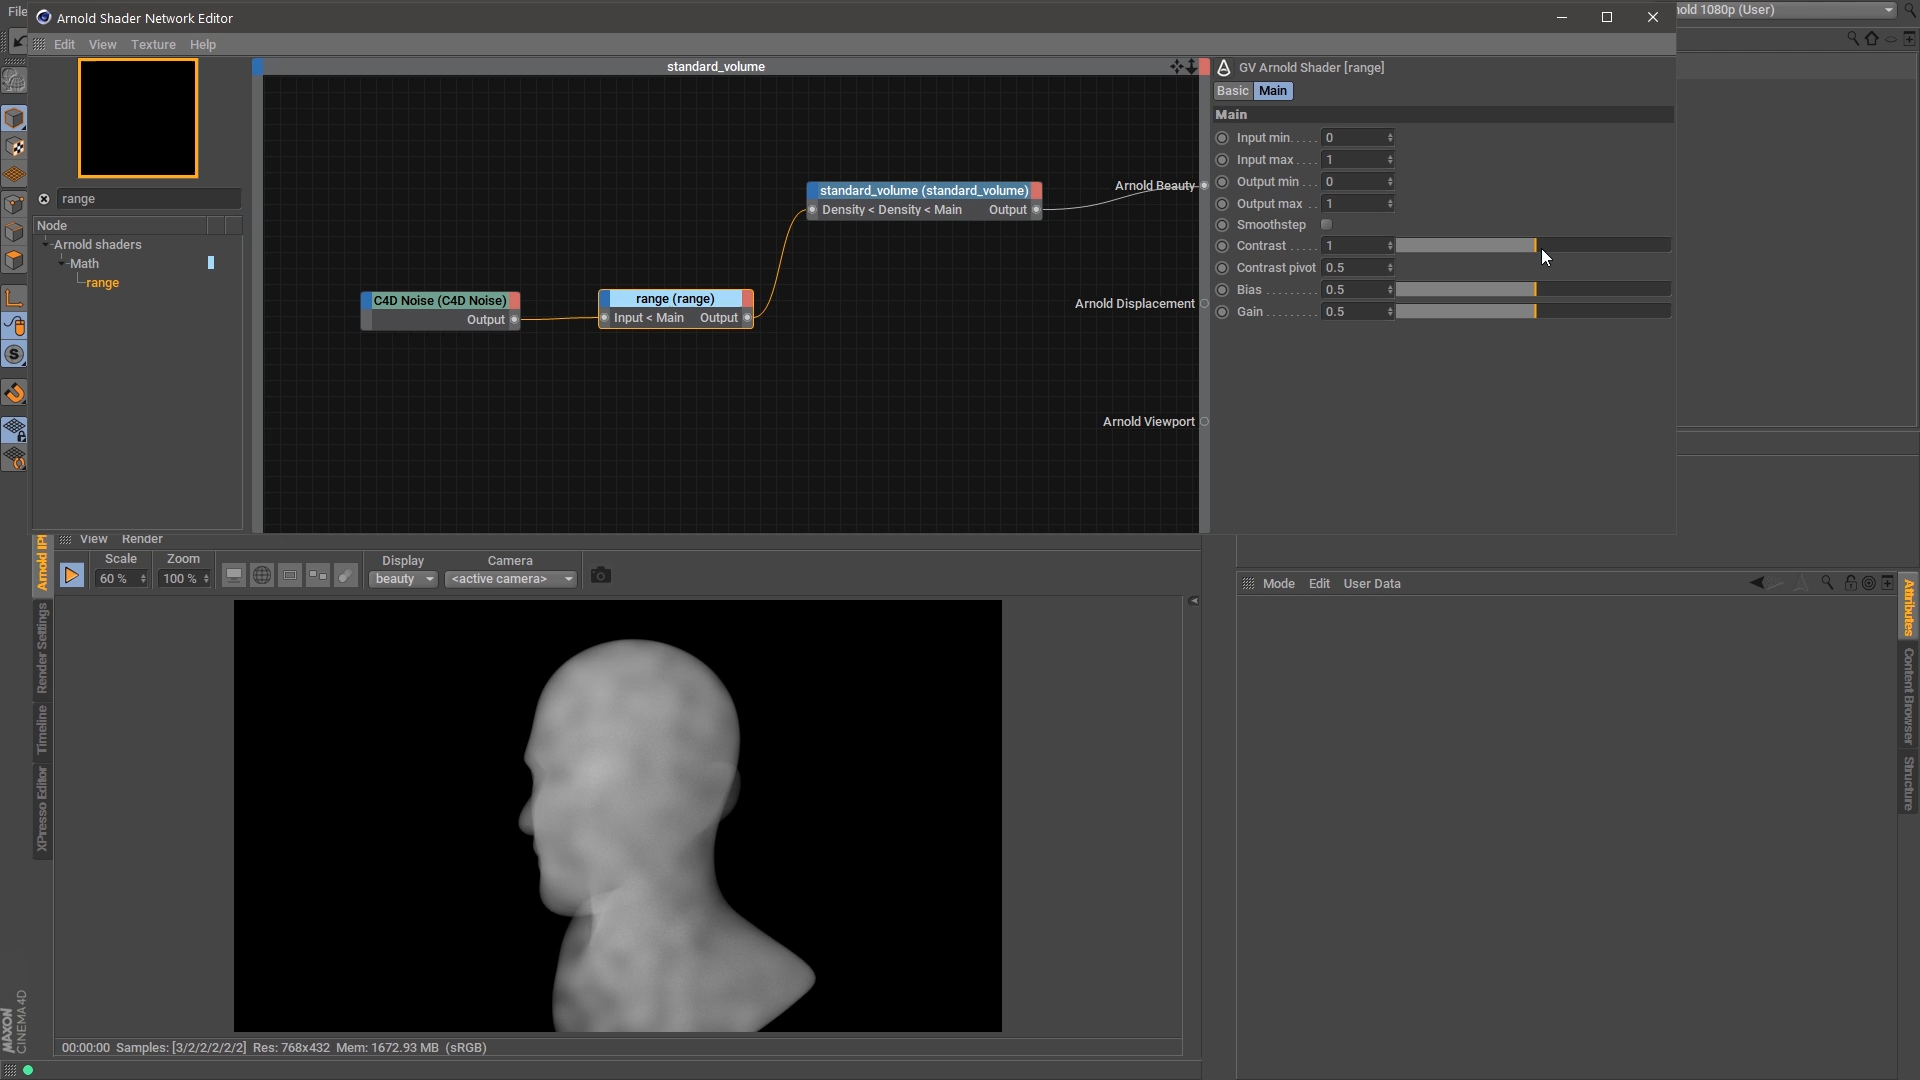 File
Arnold Shader Network Editor
nold 1080p (User)
Edit View Texture Help
standard_volume
range
Node
Arnold shaders
Math
range
standard_volume (standard_volume)
Density < Density < Main Output
C4D Noise (C4D Noise)
Output
range (range)
Input < Main Output
Arnold Beauty
Arnold Displacement
Arnold Viewport
GV Arnold Shader [range]
Basic Main
Main
Input min..... 0
Input max .... 1
Output min ... 0
Output max .. 1
Smoothstep
Contrast ...... 1
Contrast pivot 0.5
Bias ........... 0.5
Gain ......... 0.5
View Render
Scale Zoom Display Camera
60 % 100 % beauty <active camera>
Arnold IPR
Render Settings
Timeline
XPresso Editor
00:00:00 Samples: [3/2/2/2/2/2] Res: 768x432 Mem: 1672.93 MB (sRGB)
Mode Edit User Data
Attributes
Content Browser
Structure
MAXON
CINEMA 4D